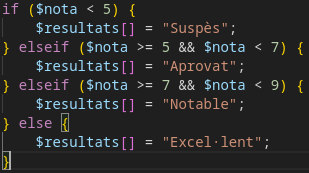 if ($nota < 5) {
    $resultats[] = "Suspès";
} elseif ($nota >= 5 && $nota < 7) {
    $resultats[] = "Aprovat";
} elseif ($nota >= 7 && $nota < 9) {
    $resultats[] = "Notable";
} else {
    $resultats[] = "Excel·lent";
}